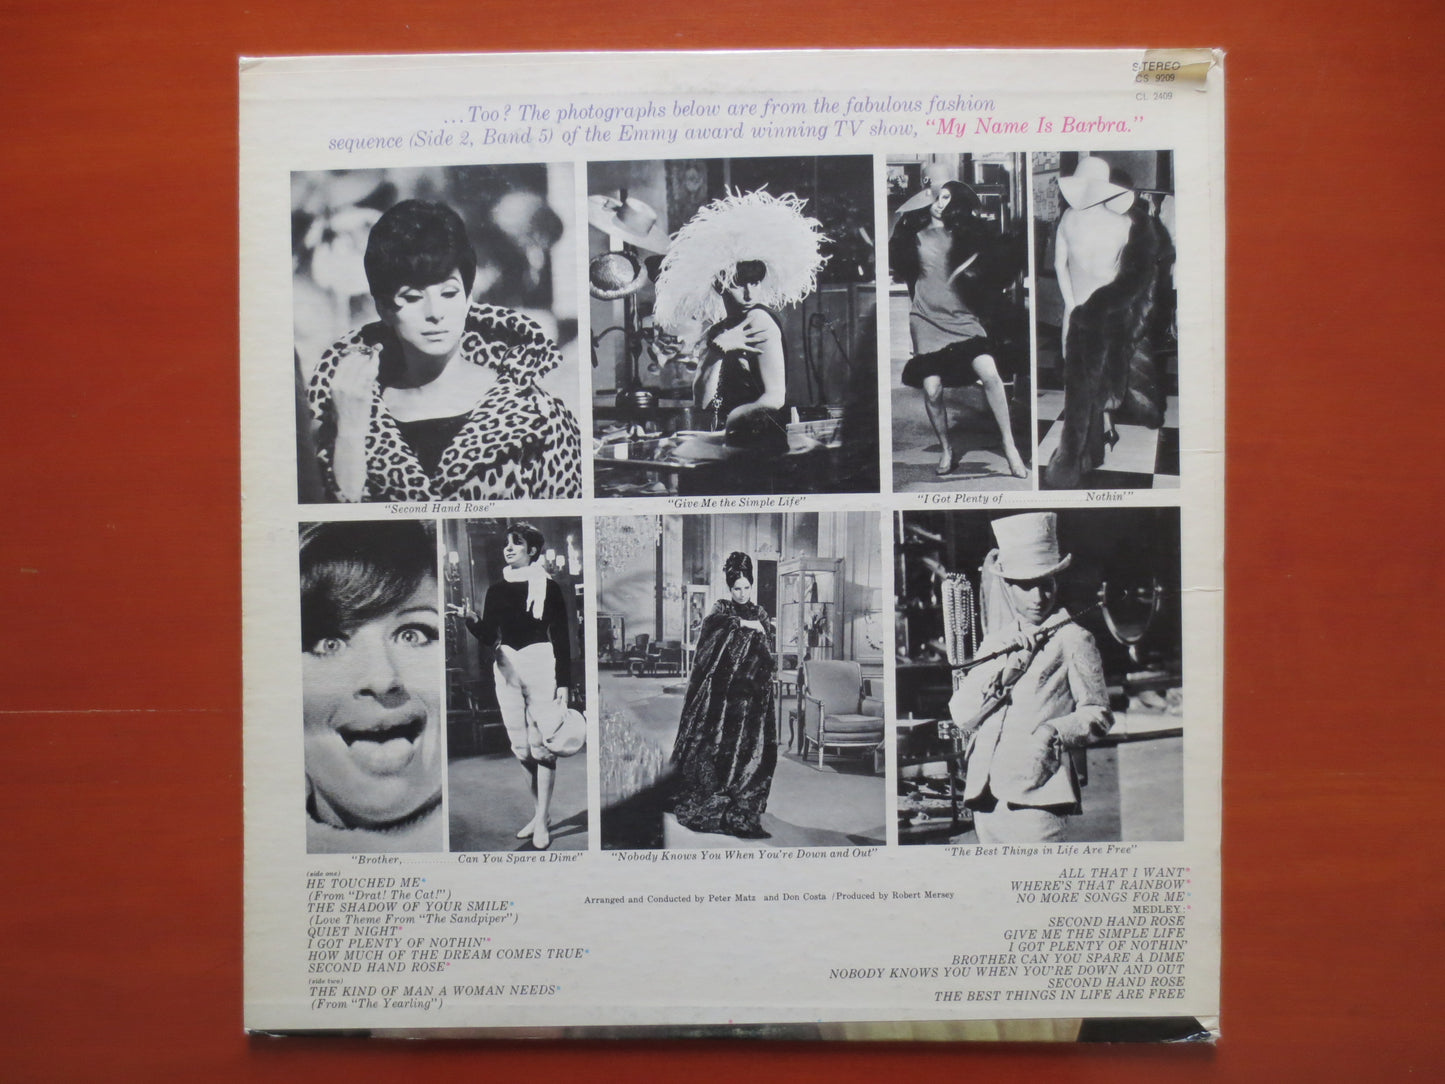 STEREO
CS 9209
CL 2409
...Too? The photographs below are from the fabulous fashion
sequence (Side 2, Band 5) of the Emmy award winning TV show, "My Name Is Barbra."
"Second Hand Rose"
"Give Me the Simple Life"
"I Got Plenty of ..................... Nothin'"
"Brother,.............. Can You Spare a Dime"
"Nobody Knows You When You're Down and Out"
"The Best Things in Life Are Free"
(side one)
HE TOUCHED ME*
(From "Drat! The Cat!")
THE SHADOW OF YOUR SMILE*
(Love Theme From "The Sandpiper")
QUIET NIGHT*
I GOT PLENTY OF NOTHIN'*
HOW MUCH OF THE DREAM COMES TRUE*
SECOND HAND ROSE*
(side two)
THE KIND OF MAN A WOMAN NEEDS*
(From "The Yearling")
Arranged and Conducted by Peter Matz and Don Costa / Produced by Robert Mersey
ALL THAT I WANT*
WHERE'S THAT RAINBOW*
NO MORE SONGS FOR ME*
MEDLEY:*
SECOND HAND ROSE
GIVE ME THE SIMPLE LIFE
I GOT PLENTY OF NOTHIN'
BROTHER CAN YOU SPARE A DIME
NOBODY KNOWS YOU WHEN YOU'RE DOWN AND OUT
SECOND HAND ROSE
THE BEST THINGS IN LIFE ARE FREE